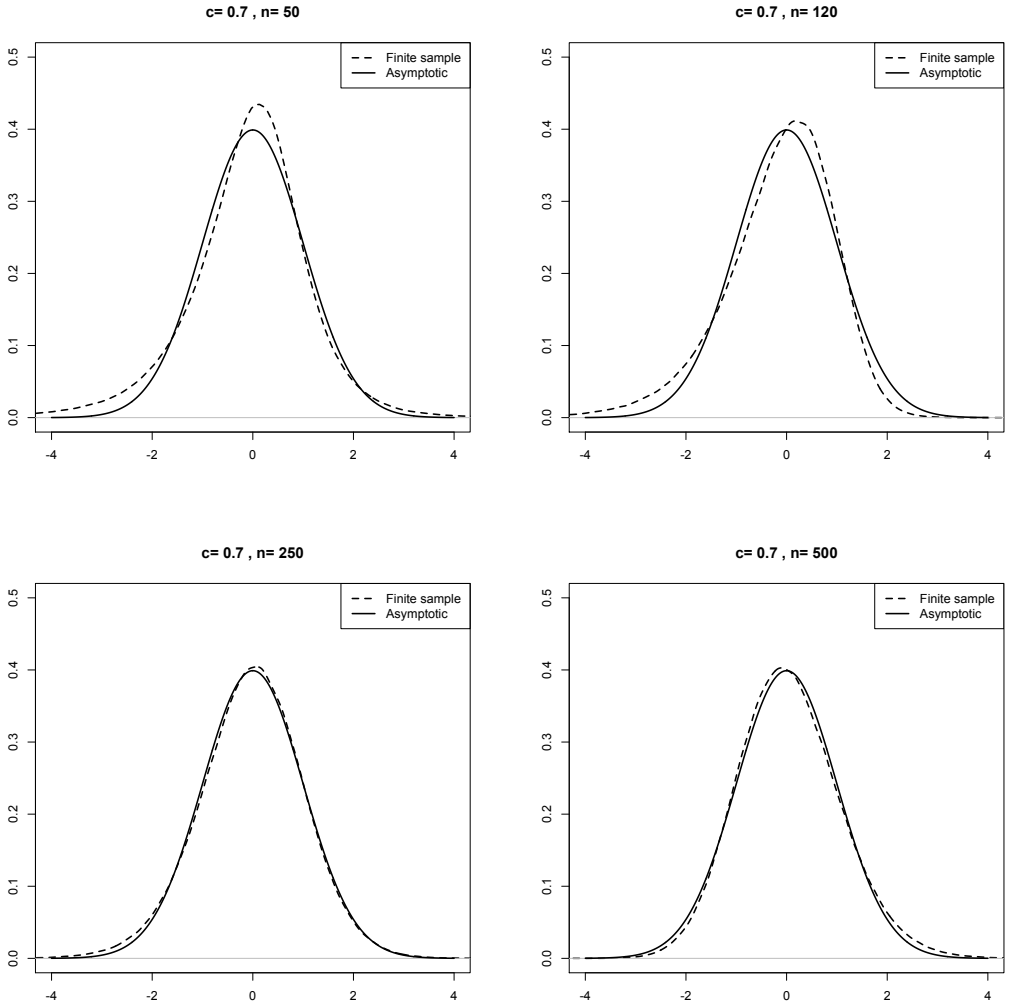 c= 0.7 , n= 50
0.5
0.4
0.3
0.2
0.1
0.0
Finite sample
Asymptotic
-4 -2 0 2 4
c= 0.7 , n= 120
0.5
0.4
0.3
0.2
0.1
0.0
Finite sample
Asymptotic
-4 -2 0 2 4
c= 0.7 , n= 250
0.5
0.4
0.3
0.2
0.1
0.0
Finite sample
Asymptotic
-4 -2 0 2 4
c= 0.7 , n= 500
0.5
0.4
0.3
0.2
0.1
0.0
Finite sample
Asymptotic
-4 -2 0 2 4